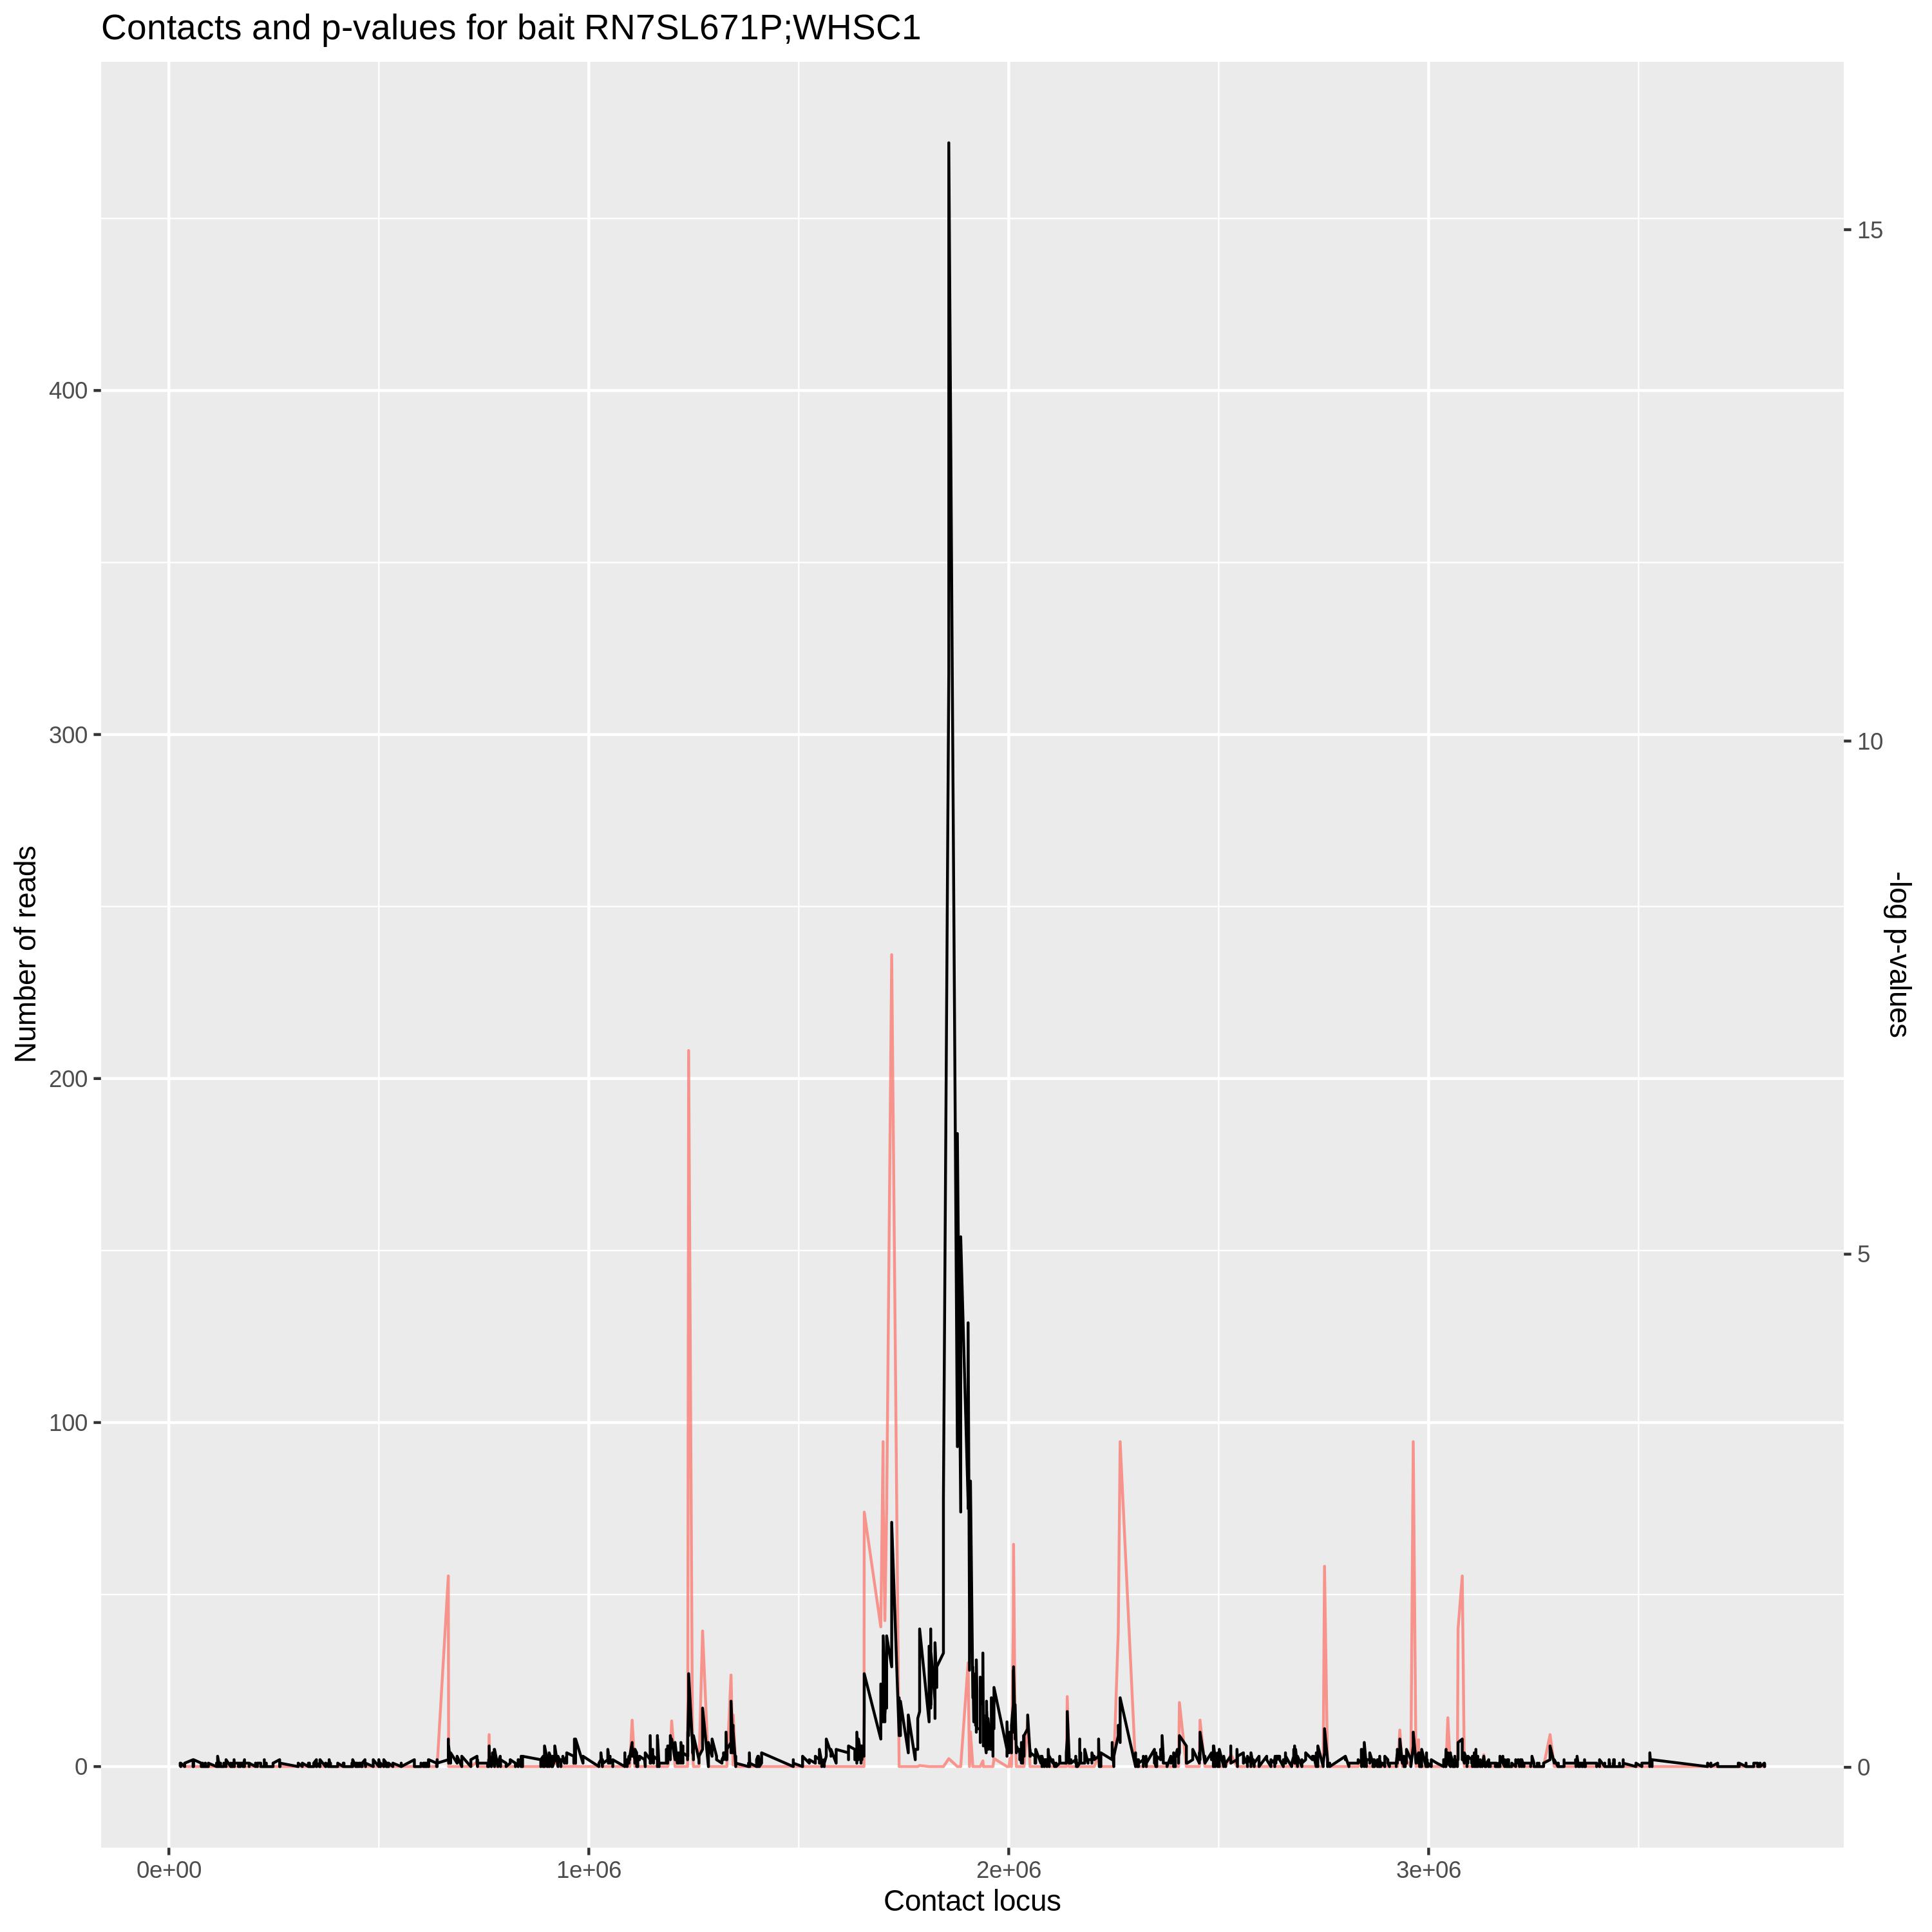 Contacts and p-values for bait RN7SL671P;WHSC1
400
300
200
100
0
Number of reads
15
10
5
0
-log p-values
0e+00 1e+06 2e+06 3e+06
Contact locus